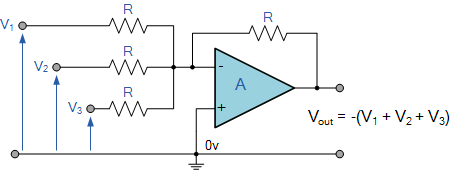 R
V₁
R
R
V₂
R
V₃
-
A
+
0v
Vout = -(V₁ + V₂ + V₃)